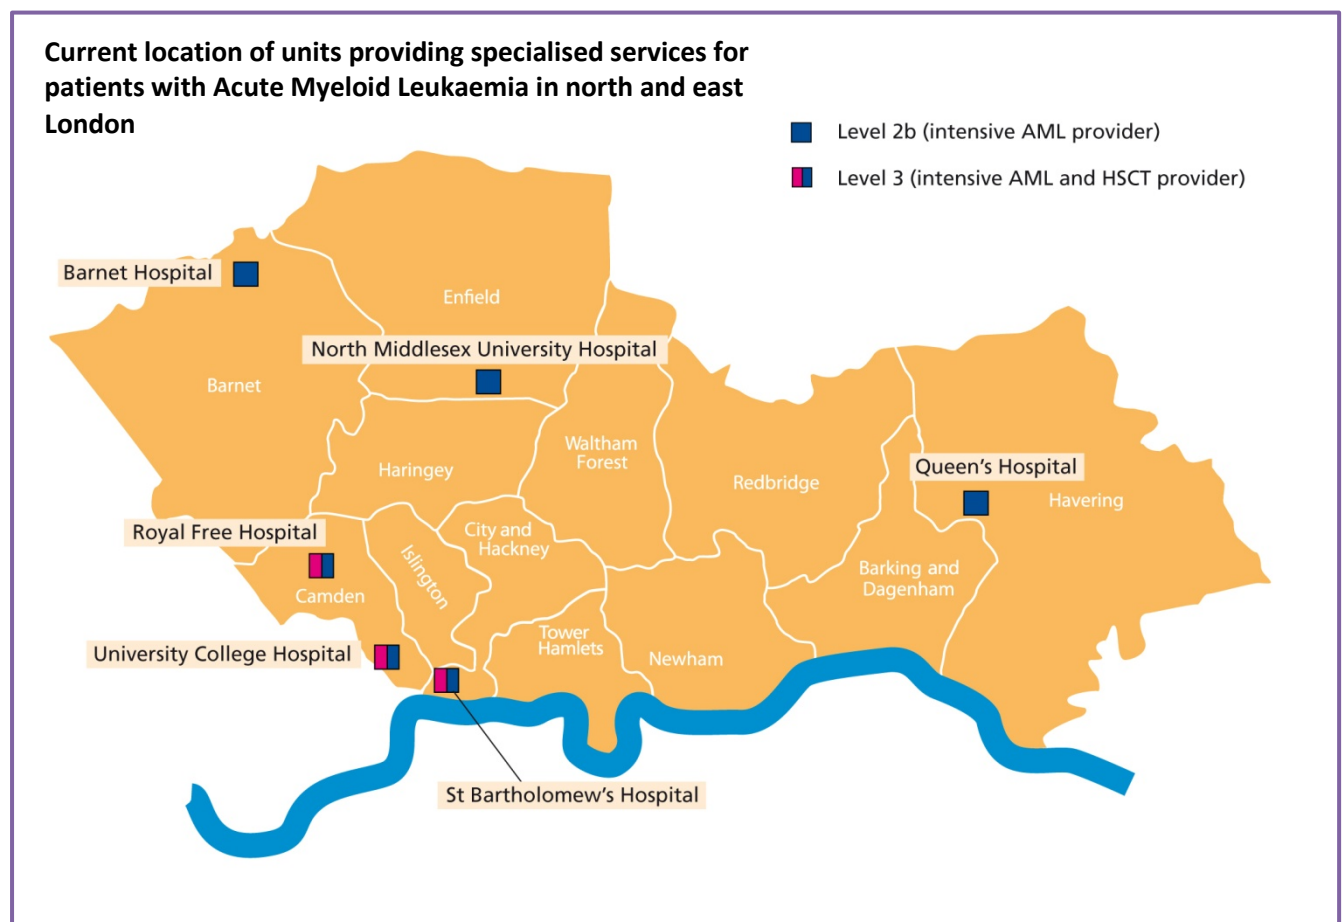 Current location of units providing specialised services for
patients with Acute Myeloid Leukaemia in north and east
London
Level 2b (intensive AML provider)
Level 3 (intensive AML and HSCT provider)
Barnet Hospital
Enfield
North Middlesex University Hospital
Barnet
Waltham
Forest
Haringey
Redbridge
Queen's Hospital
Havering
Royal Free Hospital
City and
Hackney
Islington
Camden
Barking and
Dagenham
University College Hospital
Tower
Hamlets
Newham
St Bartholomew's Hospital